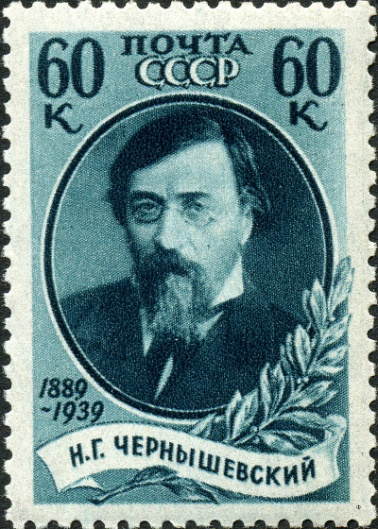 60 К ПОЧТА 60 К
СССР
1889
-1939
Н.Г. ЧЕРНЫШЕВСКИЙ